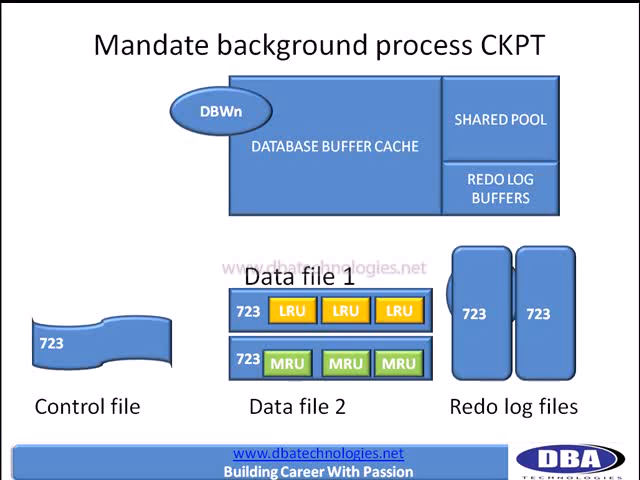 Mandate background process CKPT
DBWn
DATABASE BUFFER CACHE
SHARED POOL
REDO LOG
BUFFERS
www.dbatechnologies.net
Data file 1
723 LRU LRU LRU
723 MRU MRU MRU
723
723 723
Control file
Data file 2
Redo log files
www.dbatechnologies.net
Building Career With Passion
DBA
TECHNOLOGIES